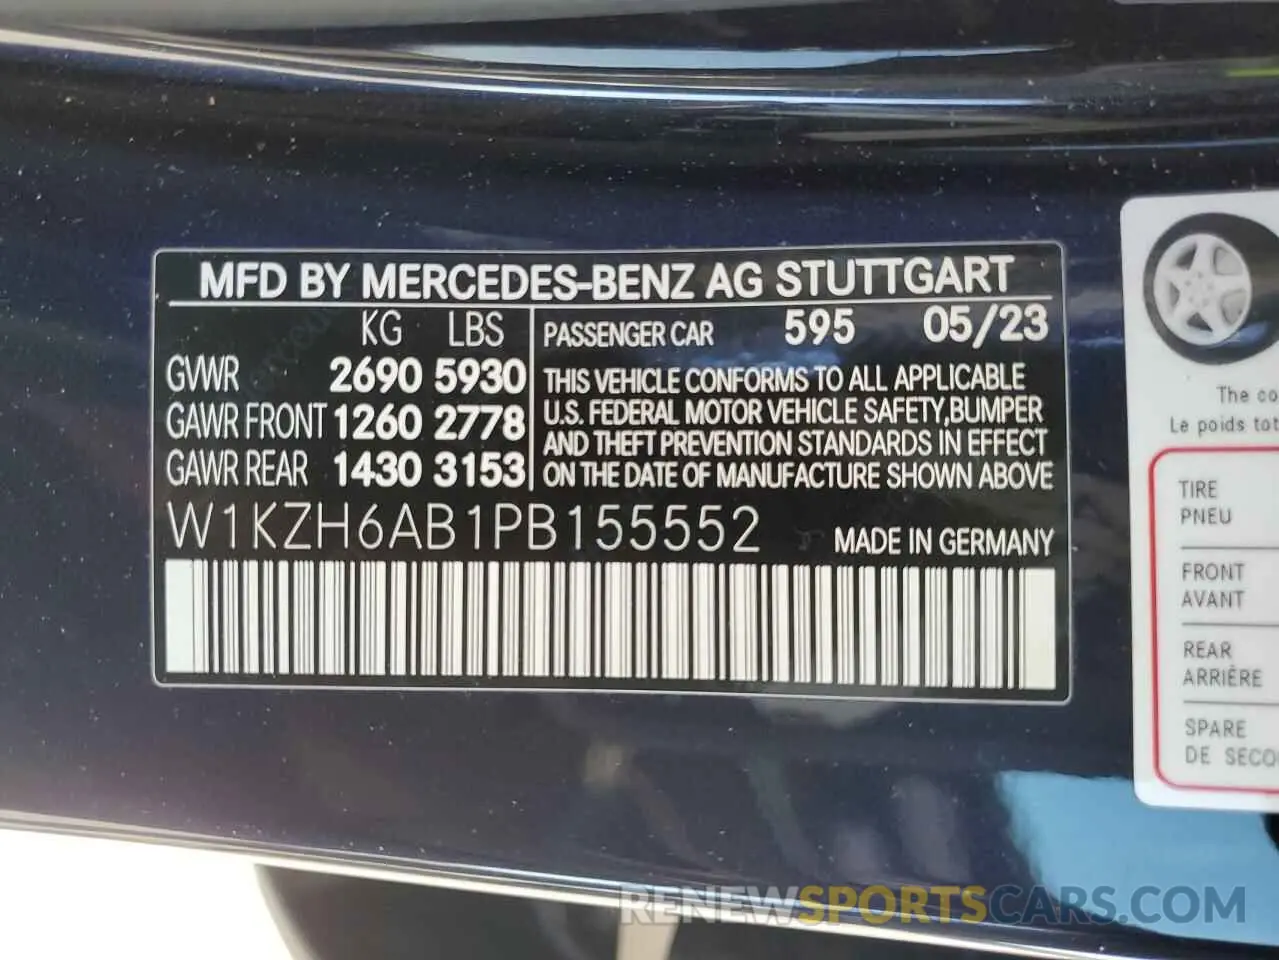 MFD BY MERCEDES-BENZ AG STUTTGART
KG LBS
GVWR 2690 5930
GAWR FRONT 1260 2778
GAWR REAR 1430 3153
PASSENGER CAR 595 05/23
THIS VEHICLE CONFORMS TO ALL APPLICABLE
U.S. FEDERAL MOTOR VEHICLE SAFETY,BUMPER
AND THEFT PREVENTION STANDARDS IN EFFECT
ON THE DATE OF MANUFACTURE SHOWN ABOVE
W1KZH6AB1PB155552
MADE IN GERMANY
The co
Le poids tot
TIRE
PNEU
FRONT
AVANT
REAR
ARRIÈRE
SPARE
DE SECO
RENEWSPORTSCARS.COM